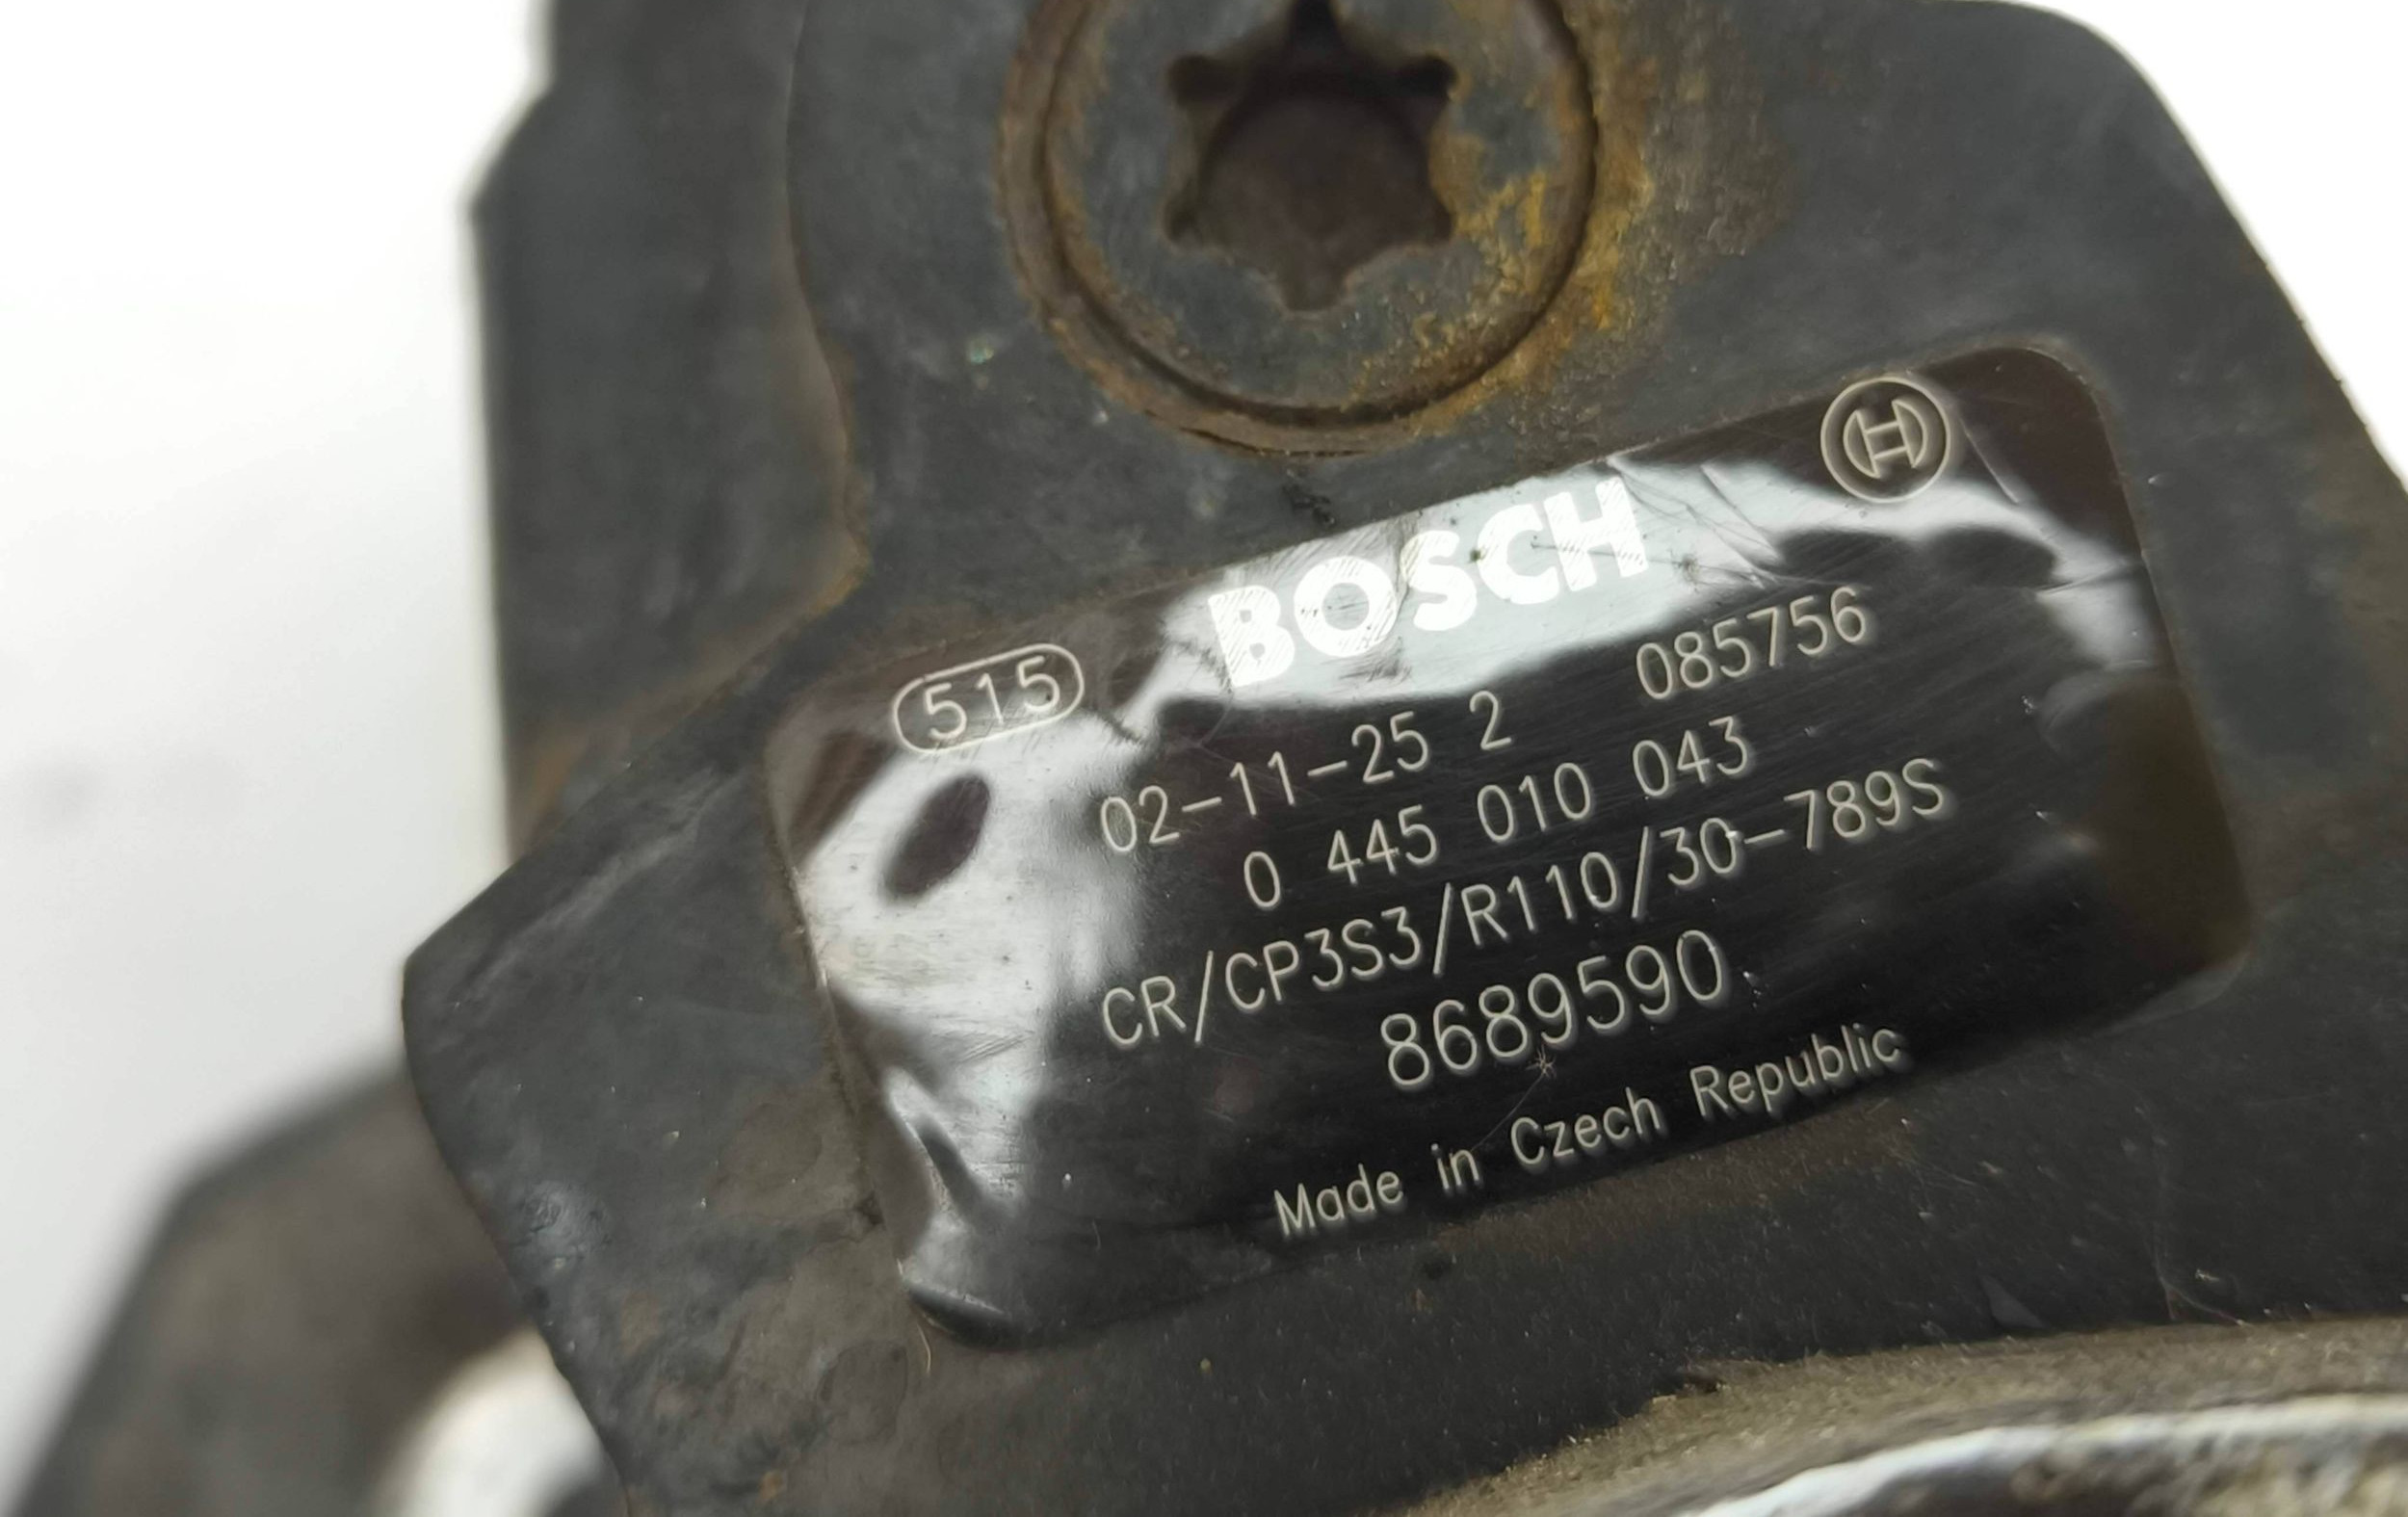 BOSCH
515
02-11-25 2 085756
0 445 010 043
CR/CP3S3/R110/30-789S
8689590
Made in Czech Republic